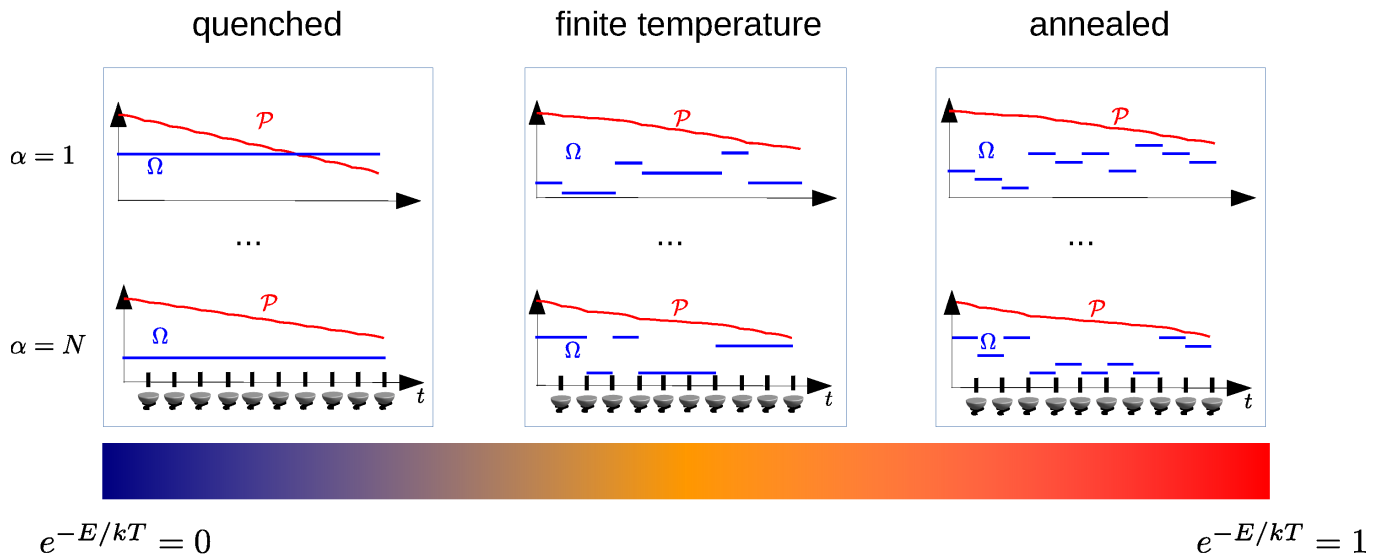 quenched finite temperature annealed
α = 1 𝒫 Ω 𝒫 Ω 𝒫 Ω
... ... ...
α = N 𝒫 Ω t 𝒫 Ω t 𝒫 Ω t
e^{-E/kT} = 0 e^{-E/kT} = 1